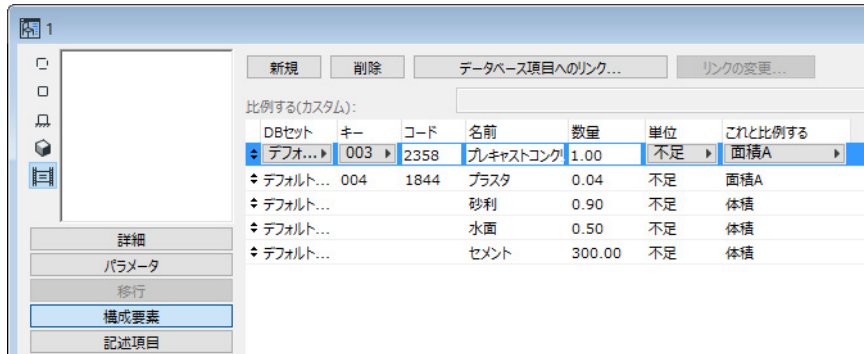 1
新規 削除 データベース項目へのリンク... リンクの変更...
比例する(カスタム):
DBセット キー コード 名前 数量 単位 これと比例する
デフォ... 003 2358 プレキャストコンクリ 1.00 不足 面積A
デフォルト... 004 1844 プラスタ 0.04 不足 面積A
デフォルト... 砂利 0.90 不足 体積
デフォルト... 水面 0.50 不足 体積
デフォルト... セメント 300.00 不足 体積
詳細
パラメータ
移行
構成要素
記述項目